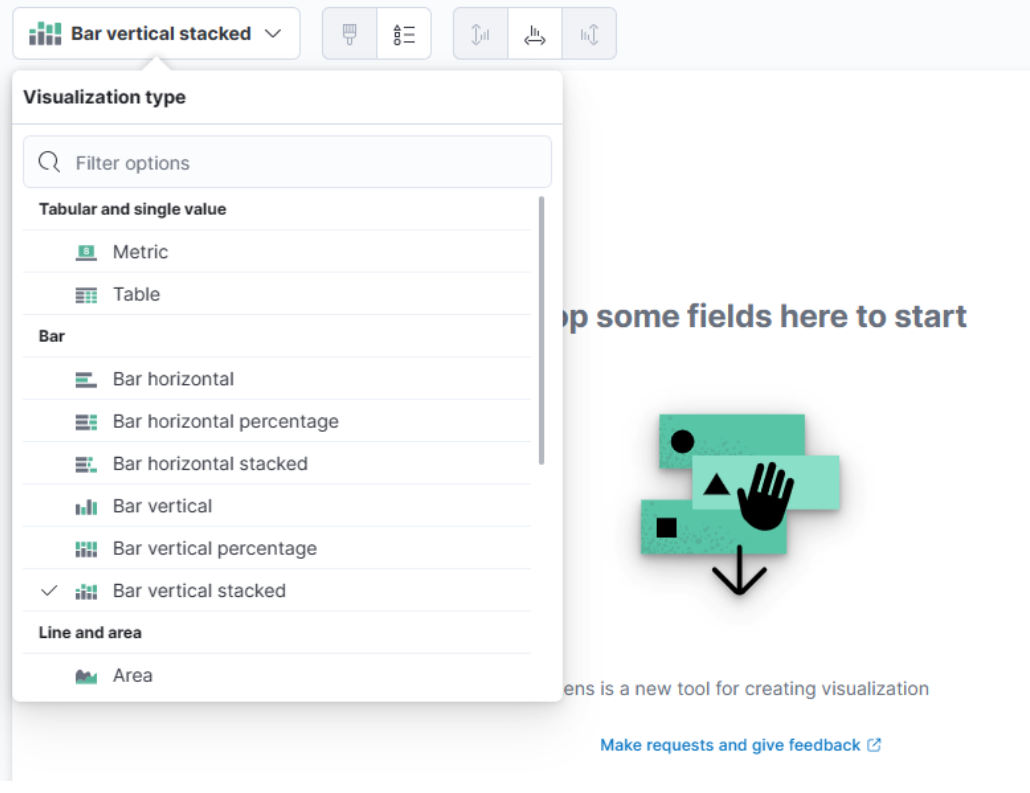 Bar vertical stacked
Visualization type
Filter options
Tabular and single value
8 Metric
Table
Bar
Bar horizontal
Bar horizontal percentage
Bar horizontal stacked
Bar vertical
Bar vertical percentage
Bar vertical stacked
Line and area
Area
some fields here to start
is a new tool for creating visualization
Make requests and give feedback